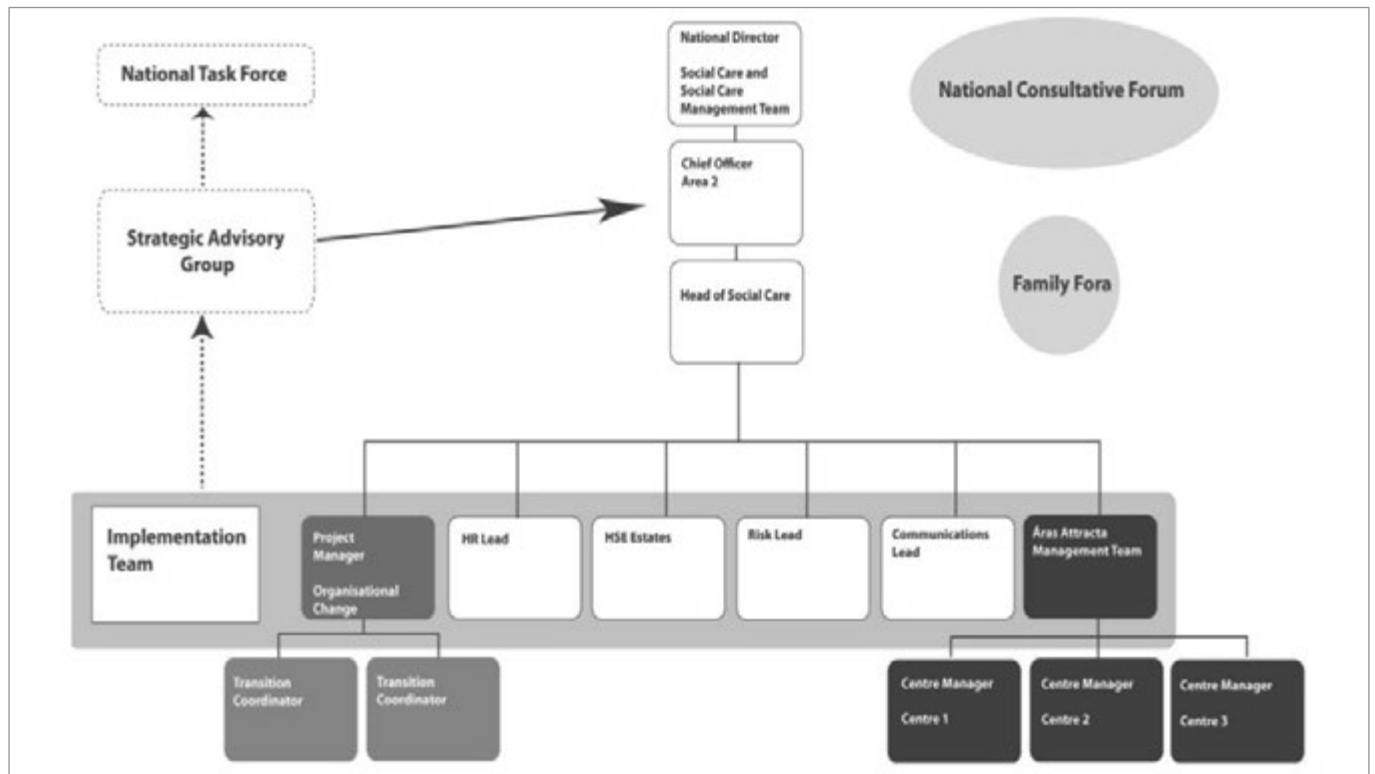 National Task Force
Strategic Advisory
Group
National Director
Social Care and
Social Care
Management Team
Chief Officer
Area 2
Head of Social Care
National Consultative Forum
Family Fora
Implementation
Team
Project
Manager
Organisational
Change
HR Lead
HSE Estates
Risk Lead
Communications
Lead
Áras Attracta
Management Team
Transition
Coordinator
Transition
Coordinator
Centre Manager
Centre 1
Centre Manager
Centre 2
Centre Manager
Centre 3